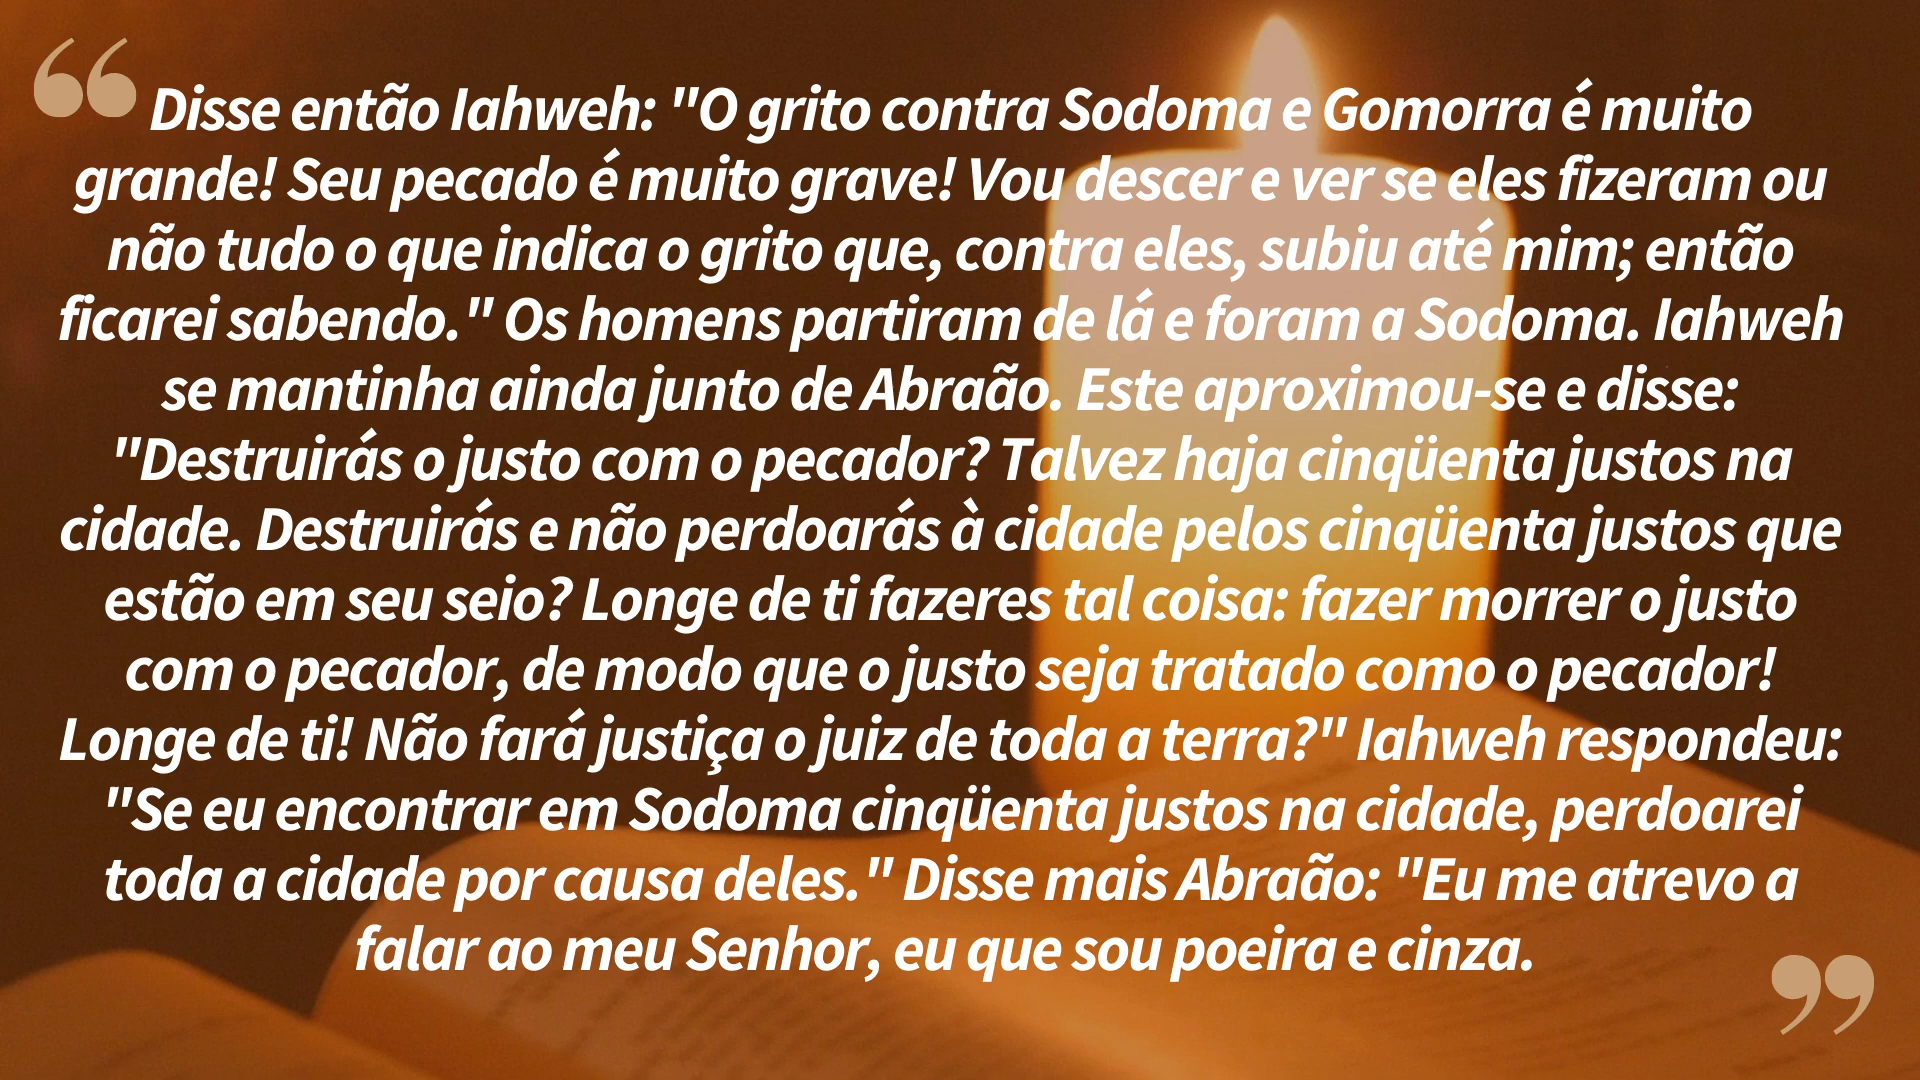 “ Disse então Iahweh: "O grito contra Sodoma e Gomorra é muito
grande! Seu pecado é muito grave! Vou descer e ver se eles fizeram ou
não tudo o que indica o grito que, contra eles, subiu até mim; então
ficarei sabendo." Os homens partiram de lá e foram a Sodoma. Iahweh
se mantinha ainda junto de Abraão. Este aproximou-se e disse:
"Destruirás o justo com o pecador? Talvez haja cinqüenta justos na
cidade. Destruirás e não perdoarás à cidade pelos cinqüenta justos que
estão em seu seio? Longe de ti fazeres tal coisa: fazer morrer o justo
com o pecador, de modo que o justo seja tratado como o pecador!
Longe de ti! Não fará justiça o juiz de toda a terra?" Iahweh respondeu:
"Se eu encontrar em Sodoma cinqüenta justos na cidade, perdoarei
toda a cidade por causa deles." Disse mais Abraão: "Eu me atrevo a
falar ao meu Senhor, eu que sou poeira e cinza. ”